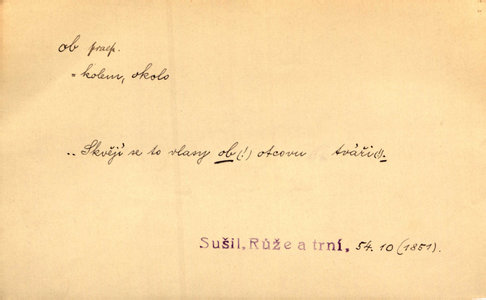 ob praep.
= kolem, okolo
.. Skvějí se to vlasy ob (!) otcovu tváři(!).
Sušil, Růže a trní, 54.10 (1851).